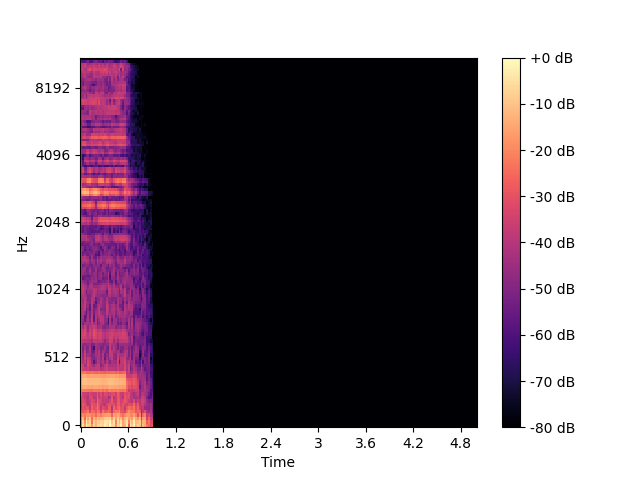 +0 dB
8192
-10 dB
4096
-20 dB
-30 dB
2048
Hz
-40 dB
1024
-50 dB
512
-60 dB
-70 dB
0
-80 dB
0 0.6 1.2 1.8 2.4 3 3.6 4.2 4.8
Time